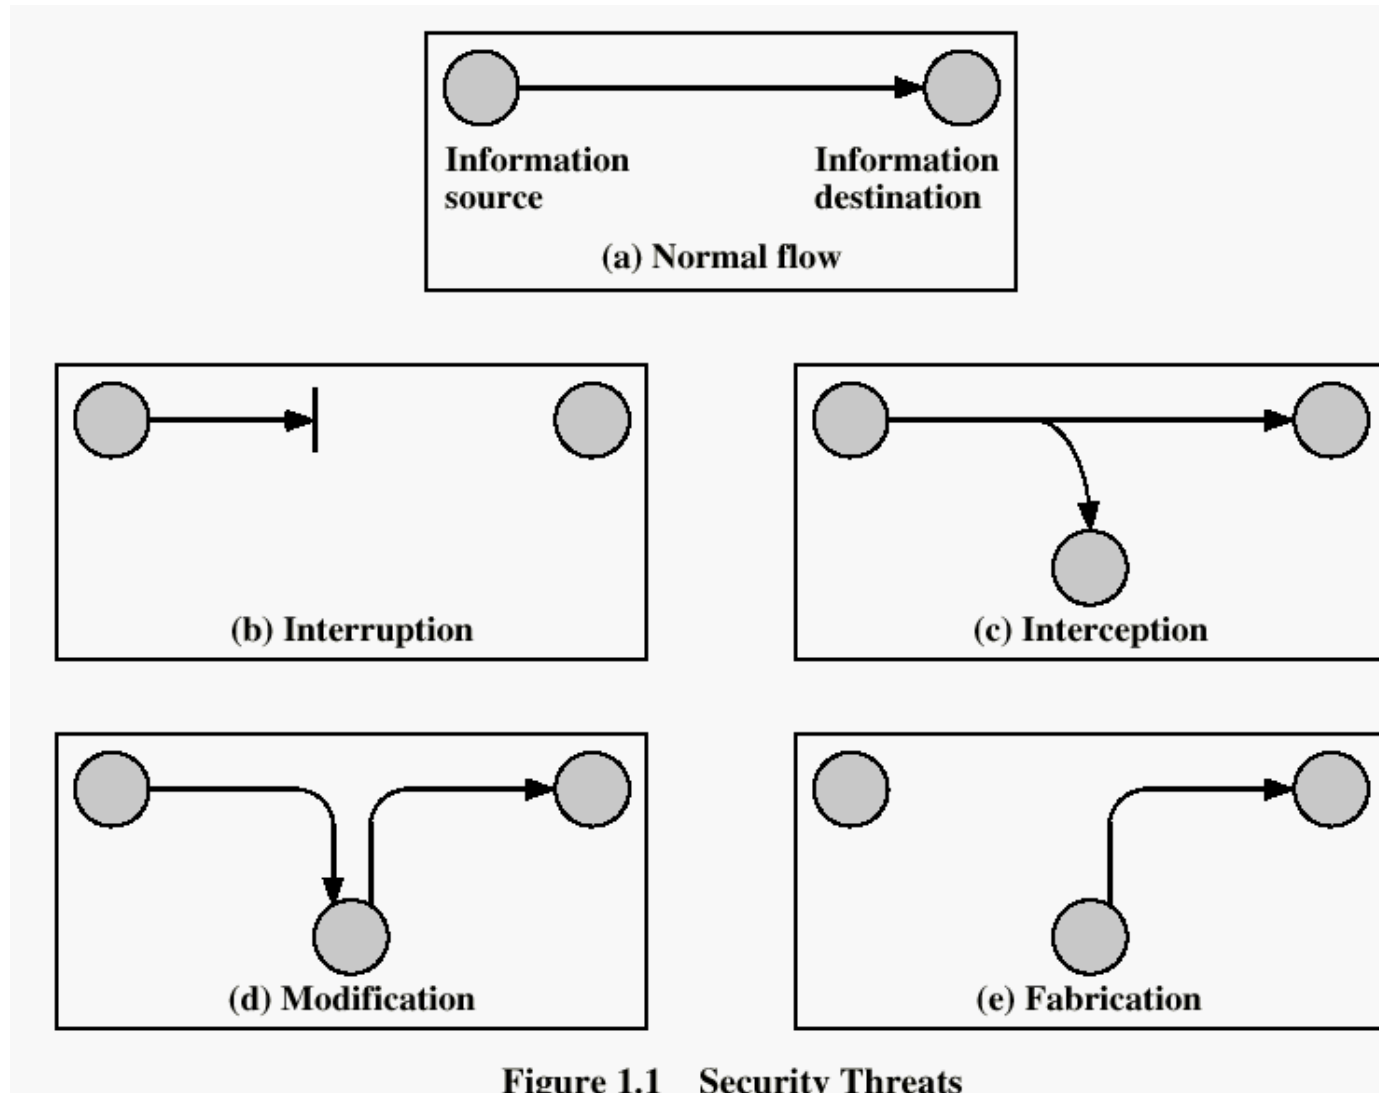 Information
source
Information
destination
(a) Normal flow
(b) Interruption
(c) Interception
(d) Modification
(e) Fabrication
Figure 1.1 Security Threats